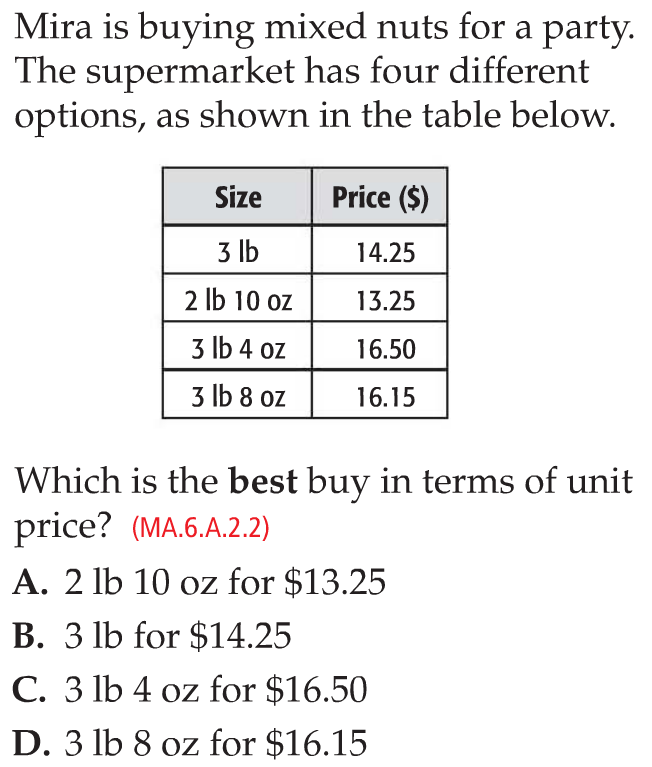 Mira is buying mixed nuts for a party.
The supermarket has four different
options, as shown in the table below.
Size Price ($)
3 lb 14.25
2 lb 10 oz 13.25
3 lb 4 oz 16.50
3 lb 8 oz 16.15
Which is the best buy in terms of unit
price? (MA.6.A.2.2)
A. 2 lb 10 oz for $13.25
B. 3 lb for $14.25
C. 3 lb 4 oz for $16.50
D. 3 lb 8 oz for $16.15